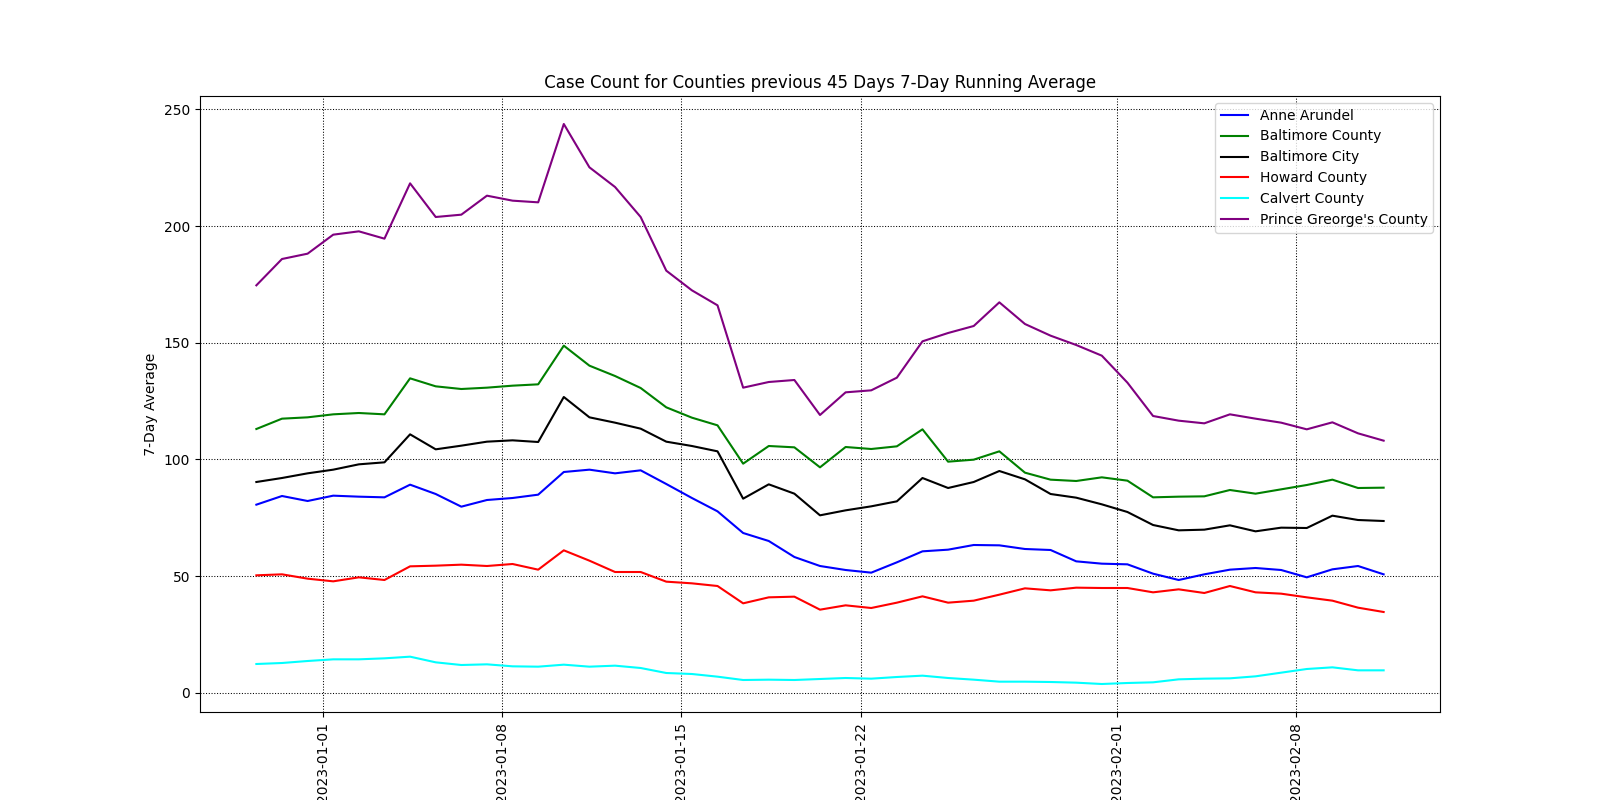 Case Count for Counties previous 45 Days 7-Day Running Average
250
200
150
100
50
0
7-Day Average
Anne Arundel
Baltimore County
Baltimore City
Howard County
Calvert County
Prince Greorge's County
2023-01-01
2023-01-08
2023-01-15
2023-01-22
2023-02-01
2023-02-08